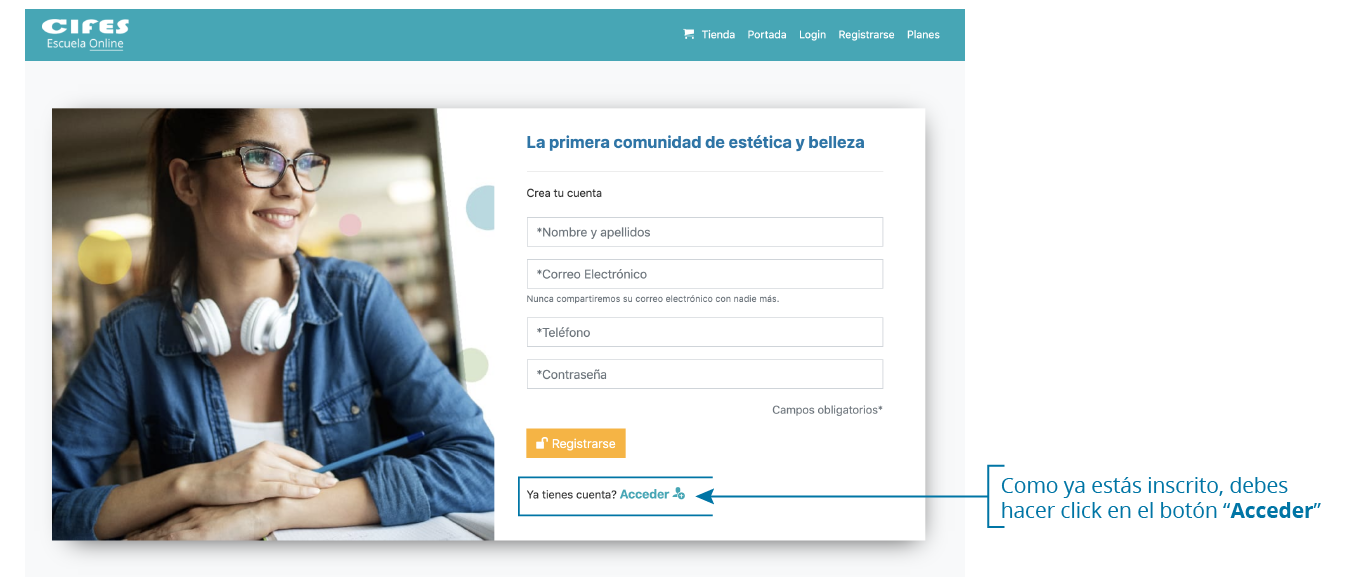 CIFES
Escuela Online
Tienda Portada Login Registrarse Planes
La primera comunidad de estética y belleza
Crea tu cuenta
*Nombre y apellidos
*Correo Electrónico
Nunca compartiremos su correo electrónico con nadie más.
*Teléfono
*Contraseña
Campos obligatorios*
Registrarse
Ya tienes cuenta? Acceder
Como ya estás inscrito, debes
hacer click en el botón “Acceder”